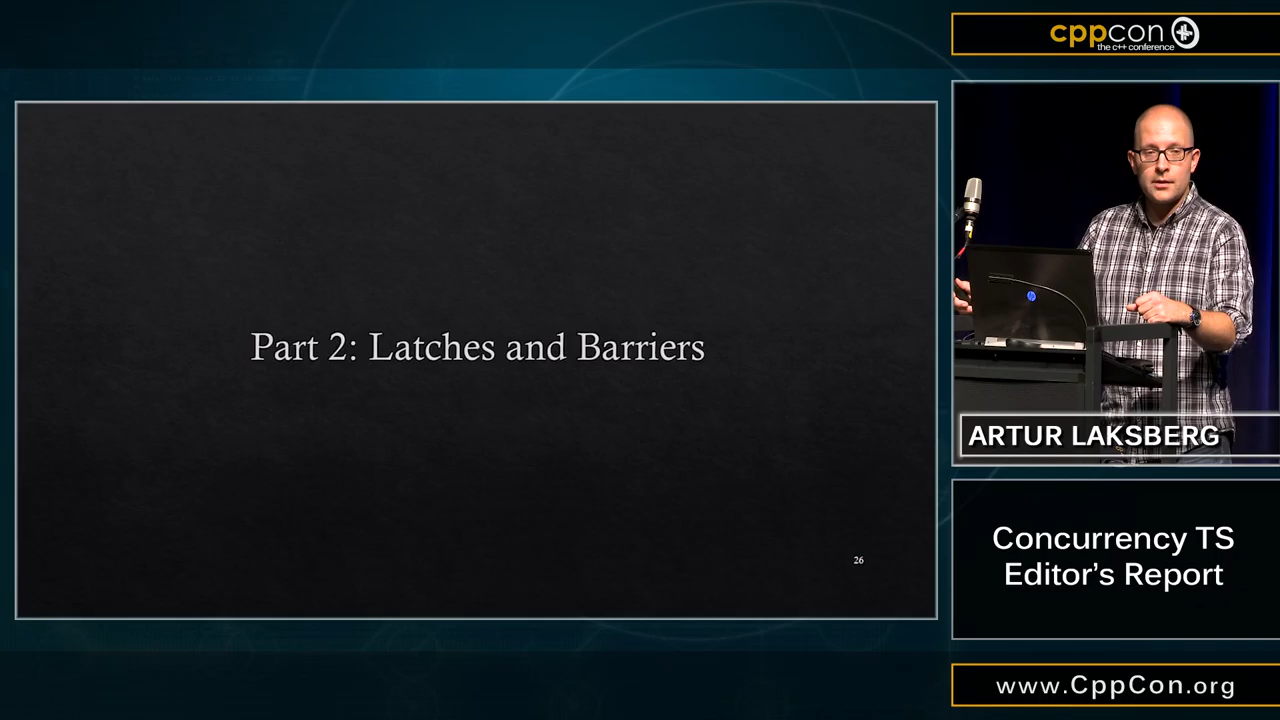 cppcon
the c++ conference
Part 2: Latches and Barriers
26
ARTUR LAKSBERG
Concurrency TS
Editor's Report
www.CppCon.org